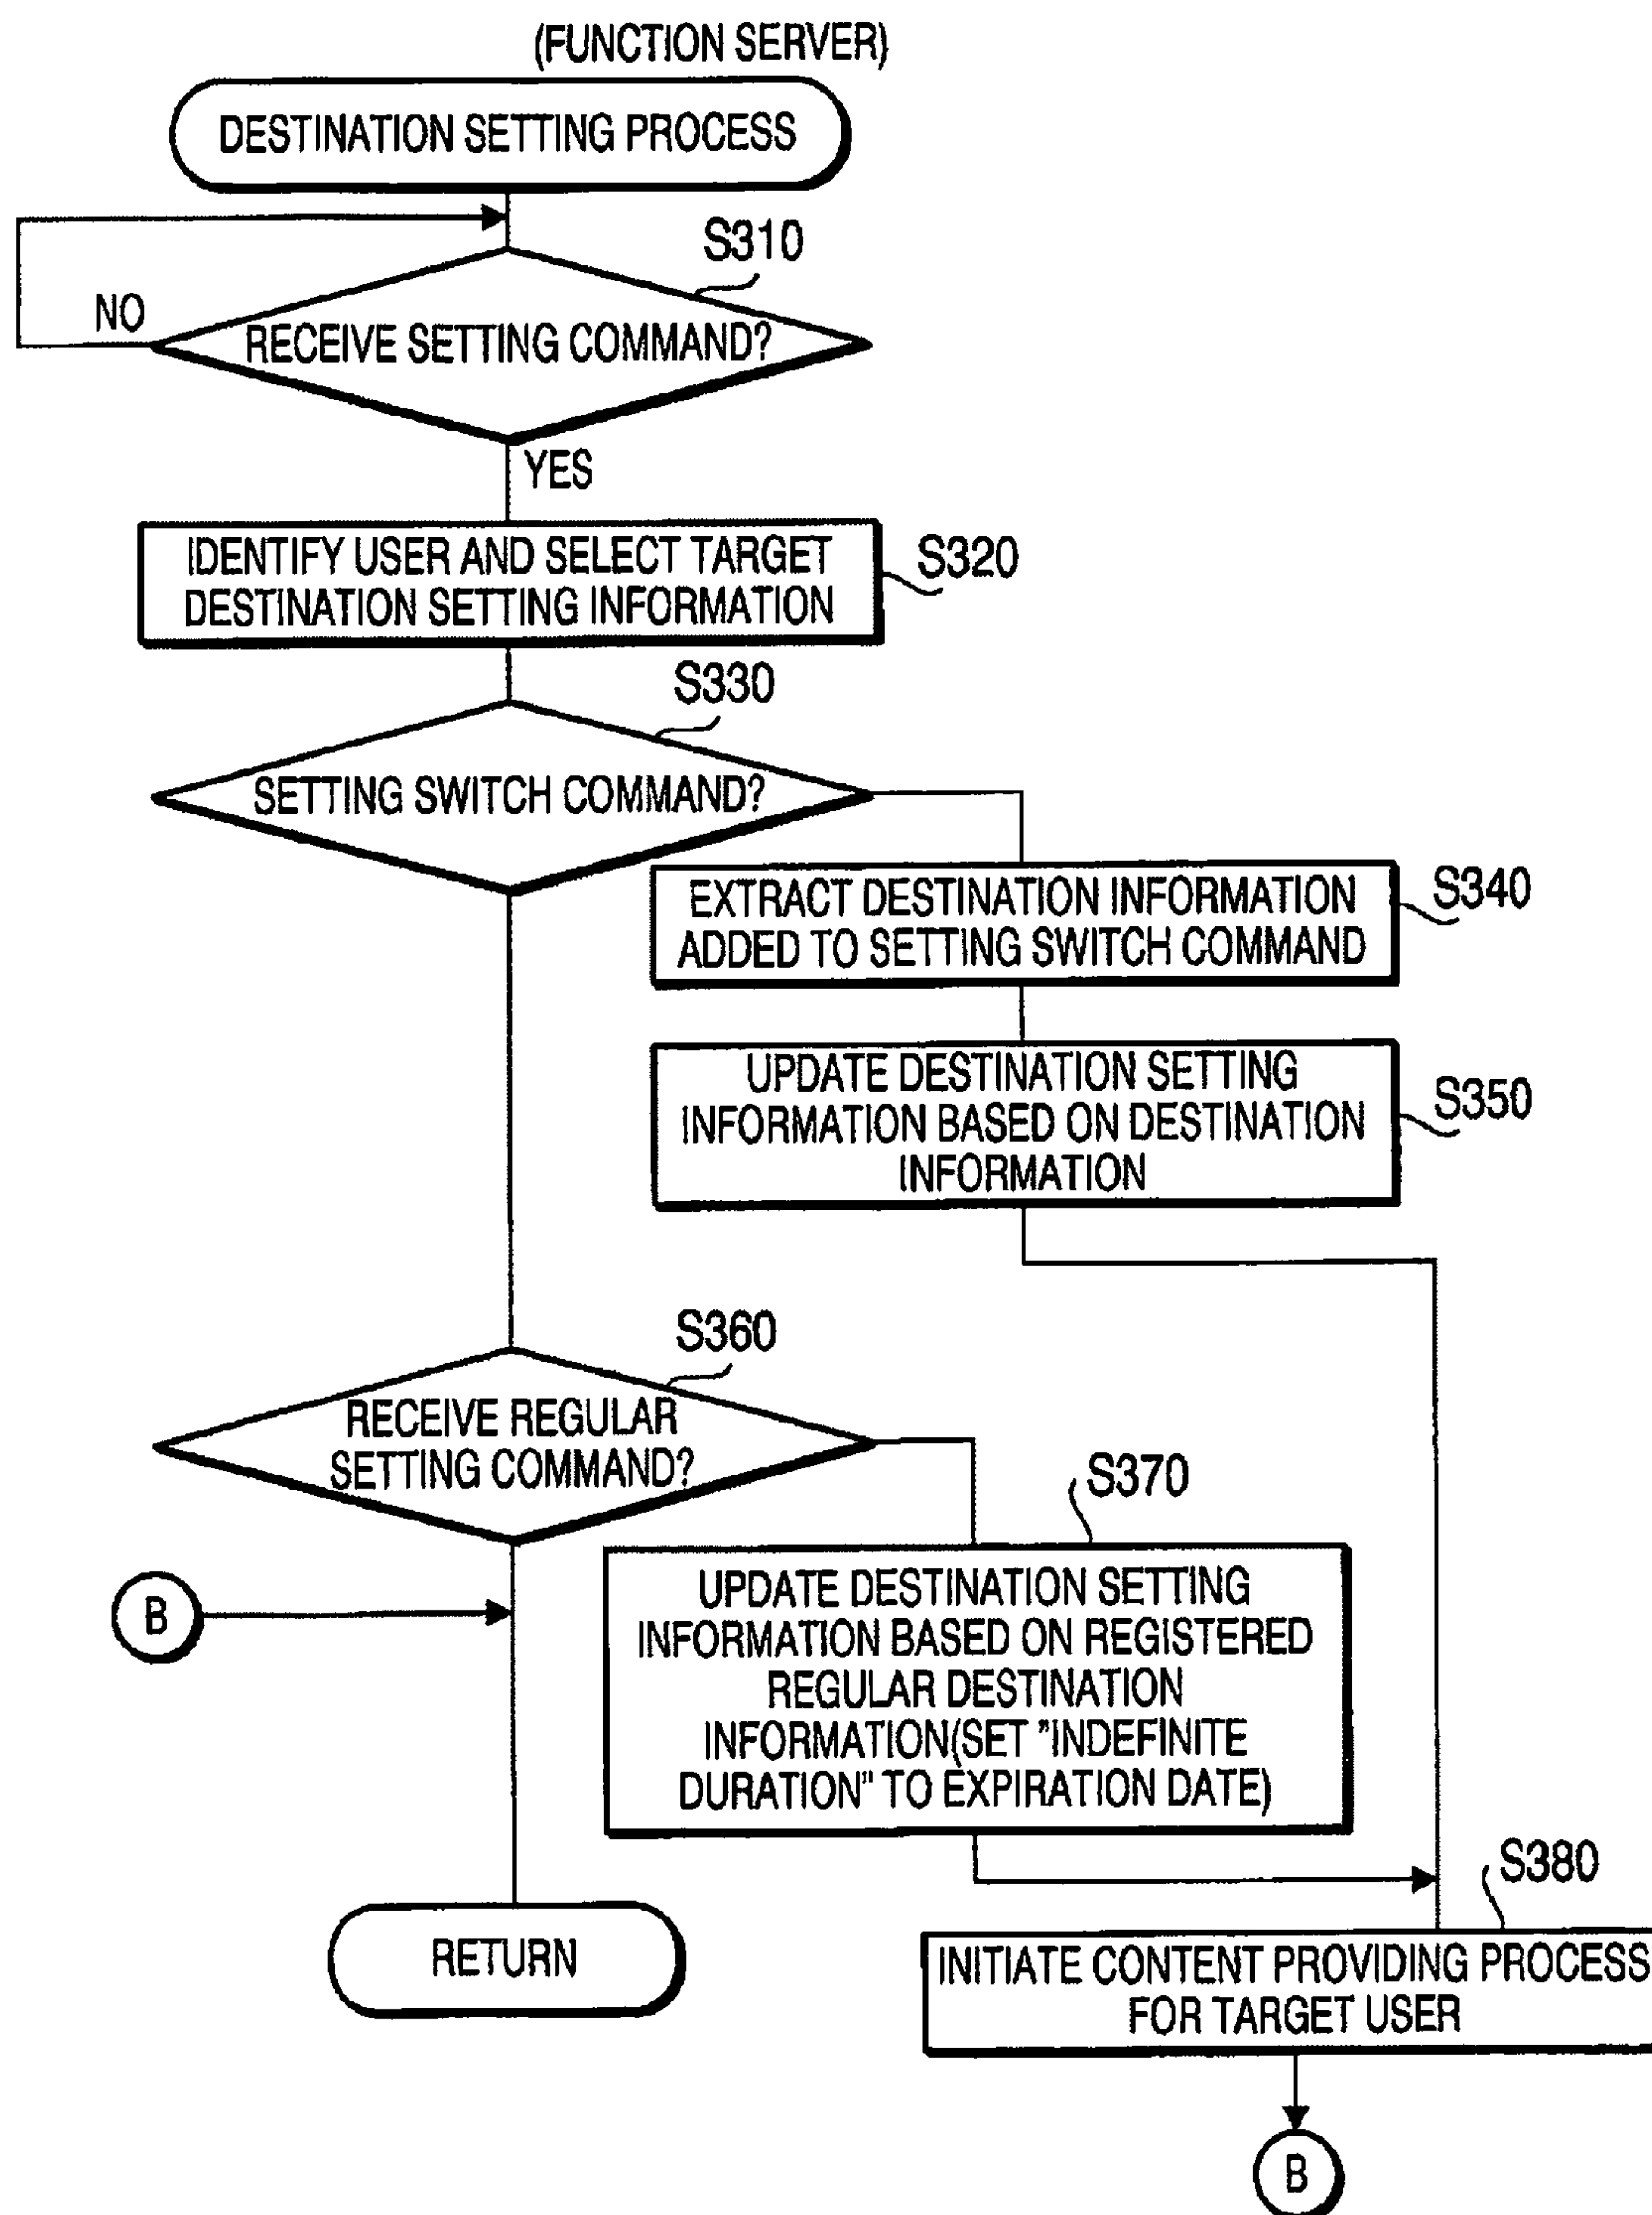 (FUNCTION SERVER)
DESTINATION SETTING PROCESS
S310
NO
RECEIVE SETTING COMMAND?
YES
IDENTIFY USER AND SELECT TARGET
DESTINATION SETTING INFORMATION
S320
S330
SETTING SWITCH COMMAND?
EXTRACT DESTINATION INFORMATION
ADDED TO SETTING SWITCH COMMAND
S340
UPDATE DESTINATION SETTING
INFORMATION BASED ON DESTINATION
INFORMATION
S350
S360
RECEIVE REGULAR
SETTING COMMAND?
S370
B
UPDATE DESTINATION SETTING
INFORMATION BASED ON REGISTERED
REGULAR DESTINATION
INFORMATION(SET "INDEFINITE
DURATION" TO EXPIRATION DATE)
S380
RETURN
INITIATE CONTENT PROVIDING PROCESS
FOR TARGET USER
B